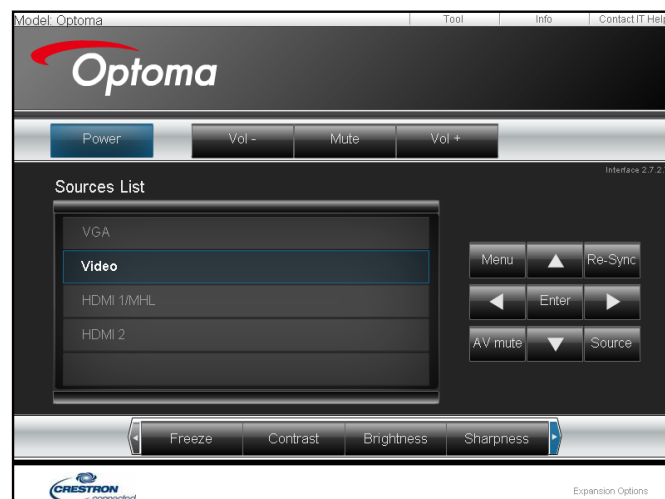 Model: Optoma Tool Info Contact IT Help
Optoma
Power Vol - Mute Vol +
Interface 2.7.2.
Sources List
VGA
Video
HDMI 1/MHL
HDMI 2
Menu Re-Sync
Enter
AV mute Source
Freeze Contrast Brightness Sharpness
CRESTRON
connected
Expansion Options